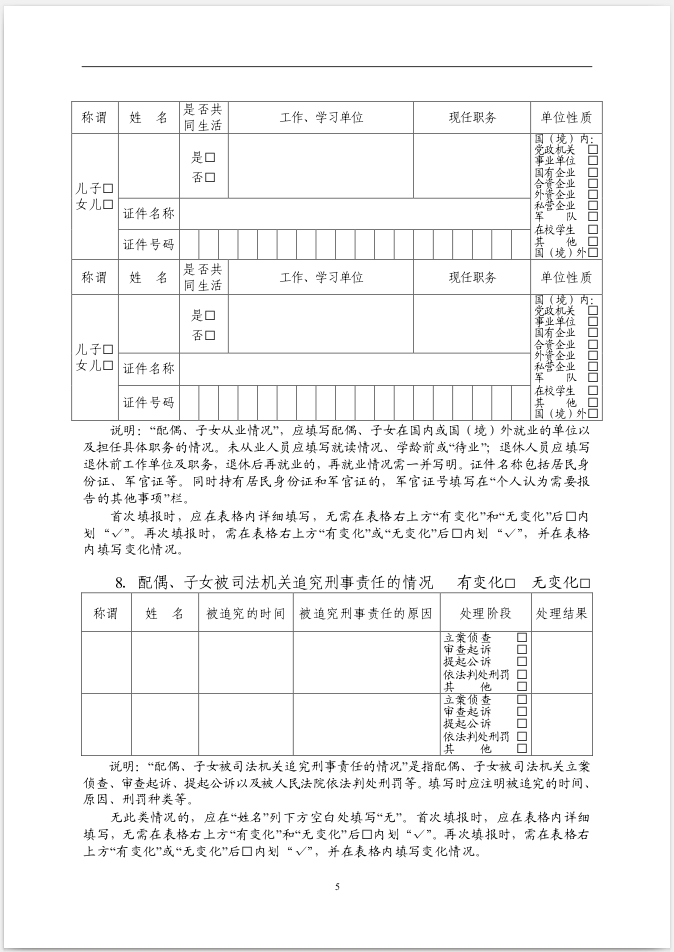 称谓 姓 名 是否共同生活 工作、学习单位 现任职务 单位性质
儿子□
女儿□
是□
否□
国（境）内：
党政机关 □
事业单位 □
国有企业 □
合资企业 □
外资企业 □
私营企业 □
军 队 □
在校学生 □
其 他 □
国（境）外□
证件名称
证件号码
称谓 姓 名 是否共同生活 工作、学习单位 现任职务 单位性质
儿子□
女儿□
是□
否□
国（境）内：
党政机关 □
事业单位 □
国有企业 □
合资企业 □
外资企业 □
私营企业 □
军 队 □
在校学生 □
其 他 □
国（境）外□
证件名称
证件号码
说明：“配偶、子女从业情况”，应填写配偶、子女在国内或国（境）外就业的单位以
及担任具体职务的情况。未从业人员应填写就读情况、学龄前或“待业”；退休人员应填写
退休前工作单位及职务，退休后再就业的，再就业情况需一并写明。证件名称包括居民身
份证、军官证等。同时持有居民身份证和军官证的，军官证号填写在“个人认为需要报
告的其他事项”栏。
首次填报时，应在表格内详细填写，无需在表格右上方“有变化”和“无变化”后□内
划“√”。再次填报时，需在表格右上方“有变化”或“无变化”后□内划“√”，并在表格
内填写变化情况。
8. 配偶、子女被司法机关追究刑事责任的情况 有变化□ 无变化□
称谓 姓 名 被追究的时间 被追究刑事责任的原因 处理阶段 处理结果
立案侦查 □
审查起诉 □
提起公诉 □
依法判处刑罚 □
其 他 □
立案侦查 □
审查起诉 □
提起公诉 □
依法判处刑罚 □
其 他 □
说明：“配偶、子女被司法机关追究刑事责任的情况”是指配偶、子女被司法机关立案
侦查、审查起诉、提起公诉以及被人民法院依法判处刑罚等。填写时应注明被追究的时间、
原因、刑罚种类等。
无此类情况的，应在“姓名”列下方空白处填写“无”。首次填报时，应在表格内详细
填写，无需在表格右上方“有变化”和“无变化”后□内划“√”。再次填报时，需在表格右
上方“有变化”或“无变化”后□内划“√”，并在表格内填写变化情况。
5